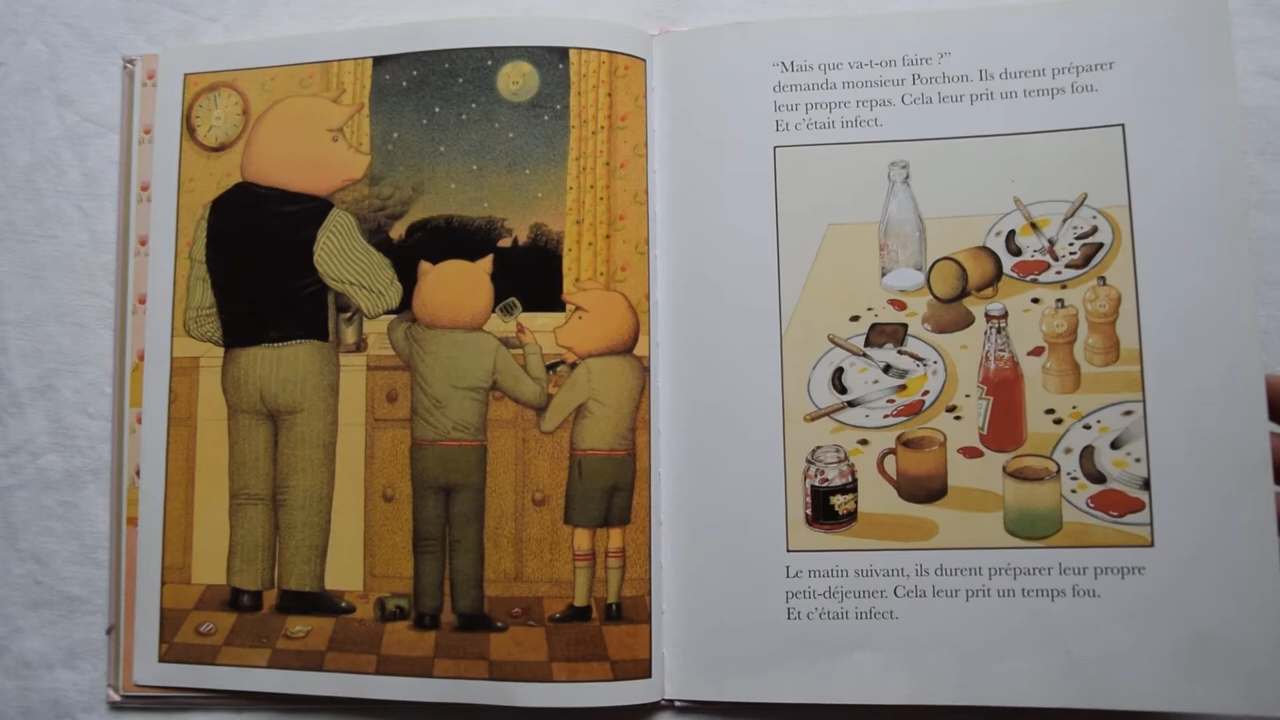 “Mais que va-t-on faire ?”
demanda monsieur Porchon. Ils durent préparer
leur propre repas. Cela leur prit un temps fou.
Et c’était infect.
Le matin suivant, ils durent préparer leur propre
petit-déjeuner. Cela leur prit un temps fou.
Et c’était infect.